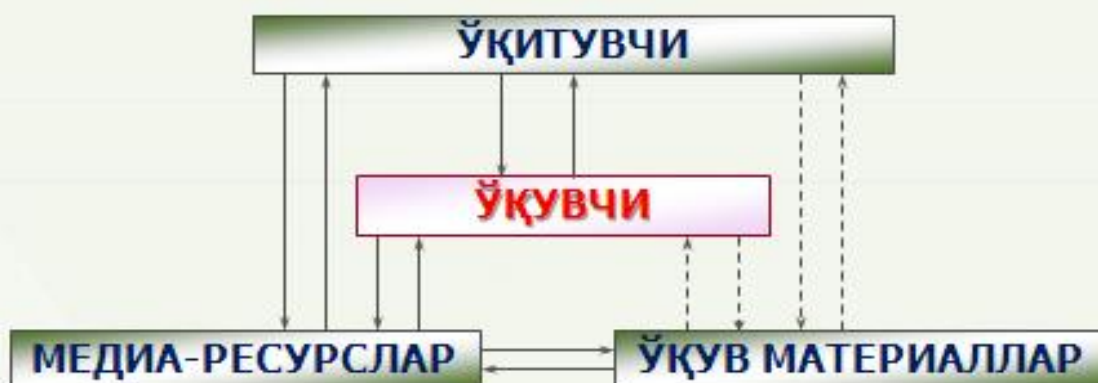 ЎҚИТУВЧИ
ЎҚУВЧИ
МЕДИА-РЕСУРСЛАР
ЎҚУВ МАТЕРИАЛЛАР